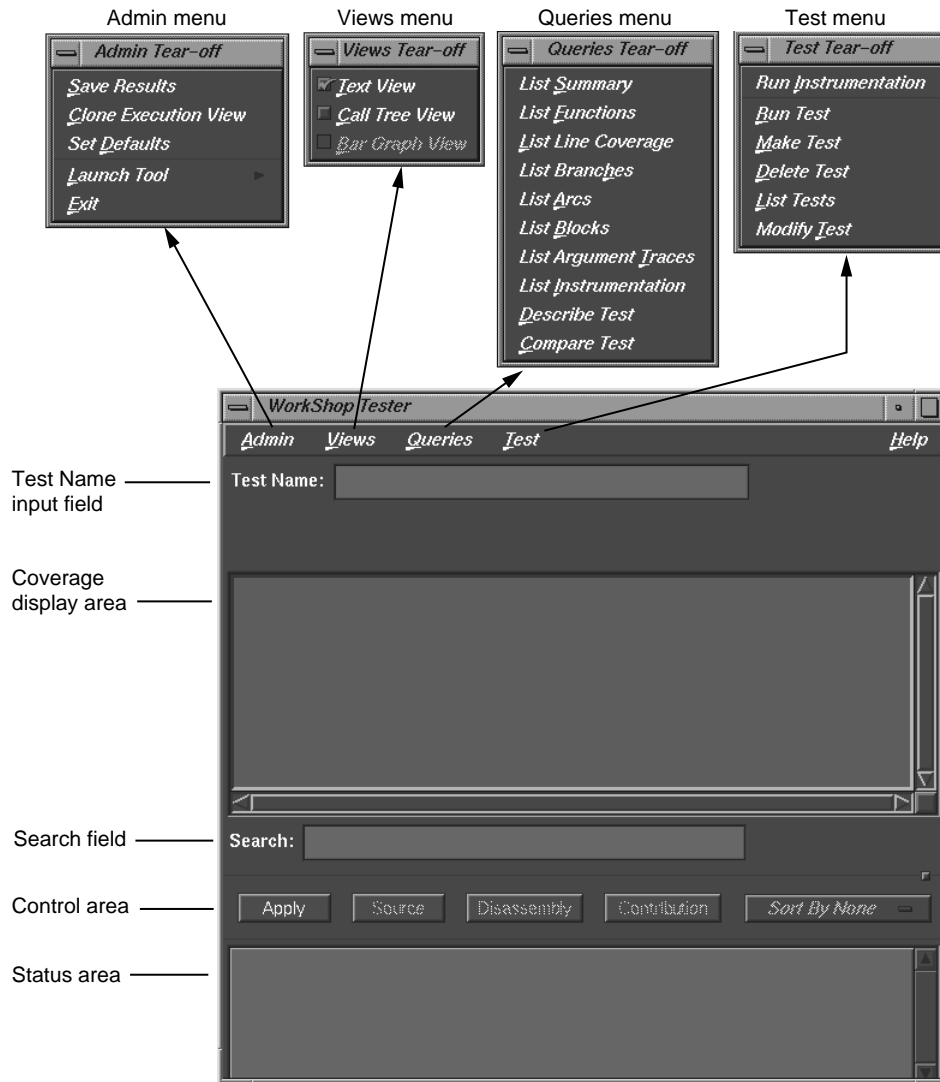 Admin menu
Views menu
Queries menu
Test menu
Admin Tear-off
Save Results
Clone Execution View
Set Defaults
Launch Tool
Exit
Views Tear-off
Text View
Call Tree View
Bar Graph View
Queries Tear-off
List Summary
List Functions
List Line Coverage
List Branches
List Arcs
List Blocks
List Argument Traces
List Instrumentation
Describe Test
Compare Test
Test Tear-off
Run Instrumentation
Run Test
Make Test
Delete Test
List Tests
Modify Test
WorkShop Tester
Admin Views Queries Test Help
Test Name
input field
Test Name:
Coverage
display area
Search field
Search:
Control area
Apply Source Disassembly Contribution Sort By None
Status area